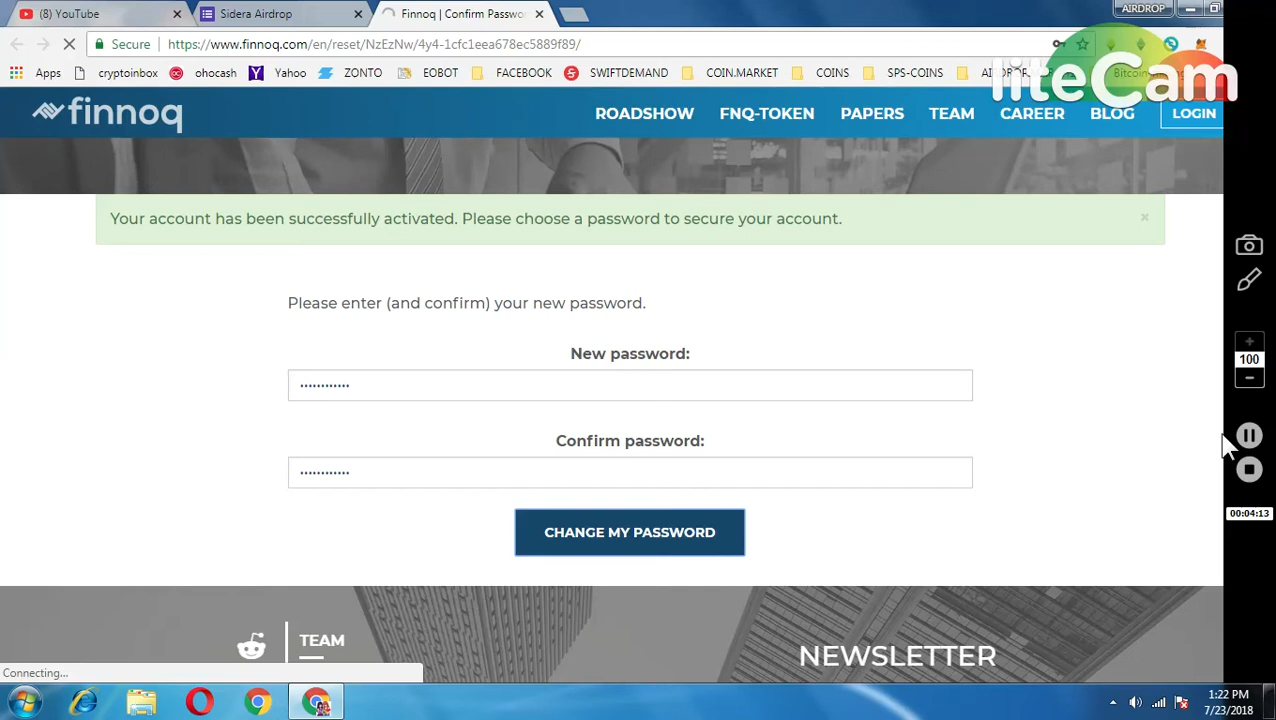 (8) YouTube
Sidera Airdrop
Finnoq | Confirm Passwo
AIRDROP
Secure
https://www.finnoq.com/en/reset/NzEzNw/4y4-1cfc1eea678ec5889f89/
Apps
cryptoinbox
ohocash
Yahoo
ZONTO
EOBOT
FACEBOOK
SWIFTDEMAND
COIN.MARKET
COINS
SPS-COINS
liteCam
finnoq
ROADSHOW
FNQ-TOKEN
PAPERS
TEAM
CAREER
BLOG
LOGIN
Your account has been successfully activated. Please choose a password to secure your account.
Please enter (and confirm) your new password.
New password:
Confirm password:
CHANGE MY PASSWORD
100
00:04:13
TEAM
NEWSLETTER
Connecting...
1:22 PM
7/23/2018